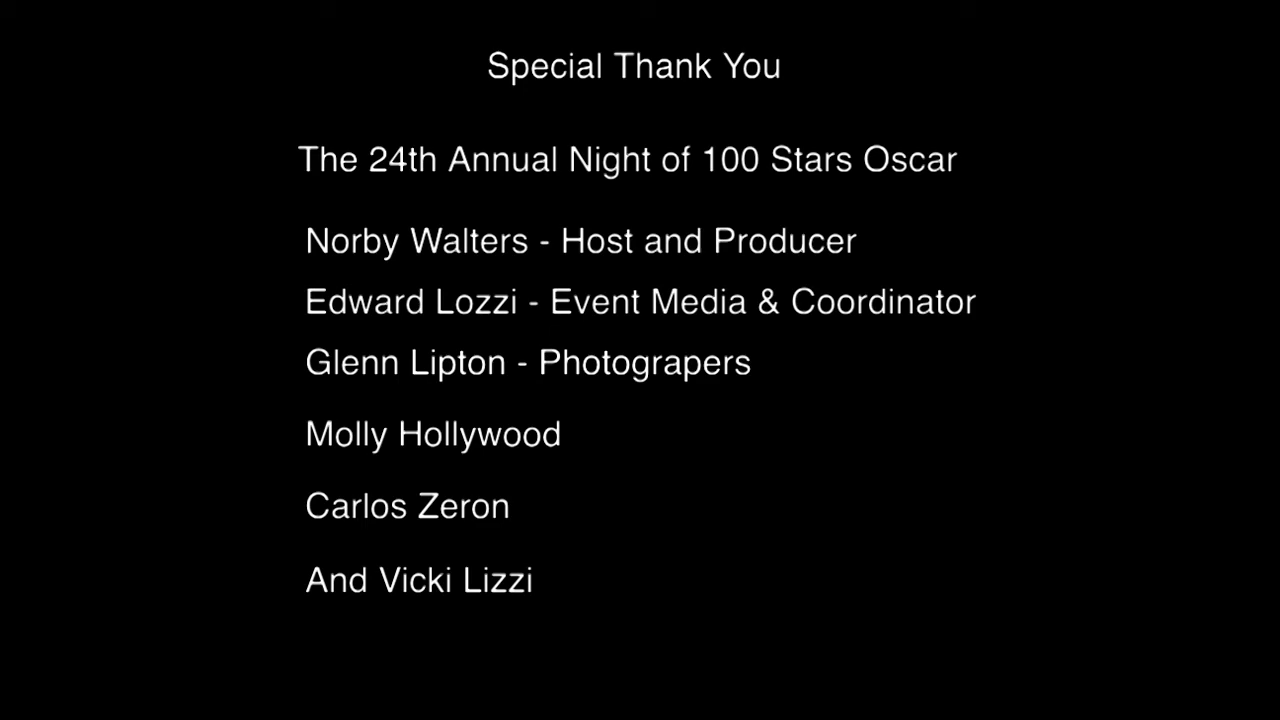 Special Thank You
The 24th Annual Night of 100 Stars Oscar
Norby Walters - Host and Producer
Edward Lozzi - Event Media & Coordinator
Glenn Lipton - Photograpers
Molly Hollywood
Carlos Zeron
And Vicki Lizzi